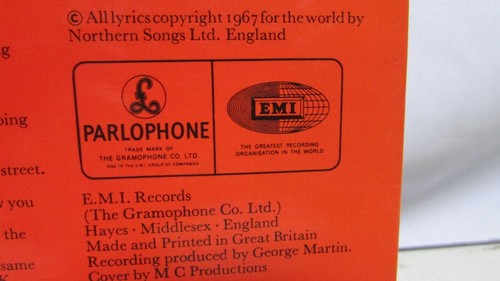 © All lyrics copyright 1967 for the world by
Northern Songs Ltd. England
ng
ping
street.
w you
the
same
PARLOPHONE
TRADE MARK OF
THE GRAMOPHONE CO. LTD.
ONE OF THE E.M.I. GROUP OF COMPANIES
EMI
THE GREATEST RECORDING
ORGANISATION IN THE WORLD
E.M.I. Records
(The Gramophone Co. Ltd.)
Hayes · Middlesex · England
Made and Printed in Great Britain
Recording produced by George Martin.
Cover by M C Productions